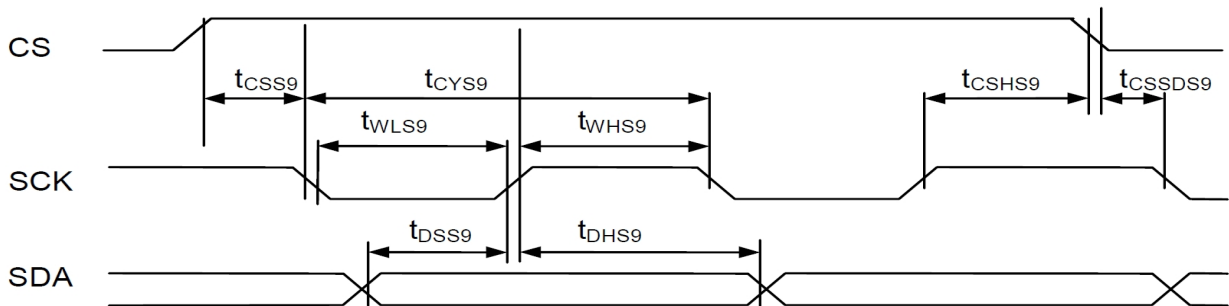 CS
tCSS9
tCYS9
tCSHS9
tCSSDS9
tWLS9
tWHS9
SCK
tDSS9
tDHS9
SDA